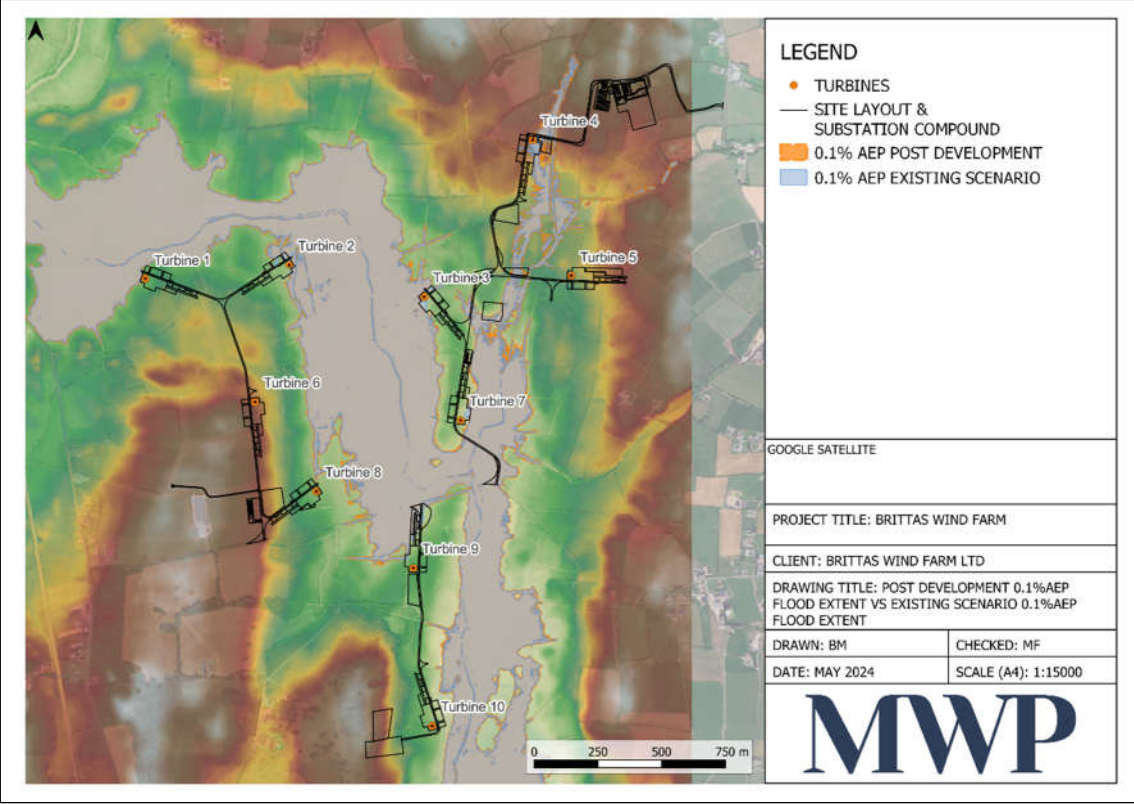 Turbine 4
Turbine 2
Turbine 1
Turbine 5
Turbine 3
Turbine 6
Turbine 7
Turbine 8
Turbine 9
Turbine 10
0 250 500 750 m
LEGEND
TURBINES
SITE LAYOUT &
SUBSTATION COMPOUND
0.1% AEP POST DEVELOPMENT
0.1% AEP EXISTING SCENARIO
GOOGLE SATELLITE
PROJECT TITLE: BRITTAS WIND FARM
CLIENT: BRITTAS WIND FARM LTD
DRAWING TITLE: POST DEVELOPMENT 0.1%AEP
FLOOD EXTENT VS EXISTING SCENARIO 0.1%AEP
FLOOD EXTENT
DRAWN: BM
CHECKED: MF
DATE: MAY 2024
SCALE (A4): 1:15000
MWP